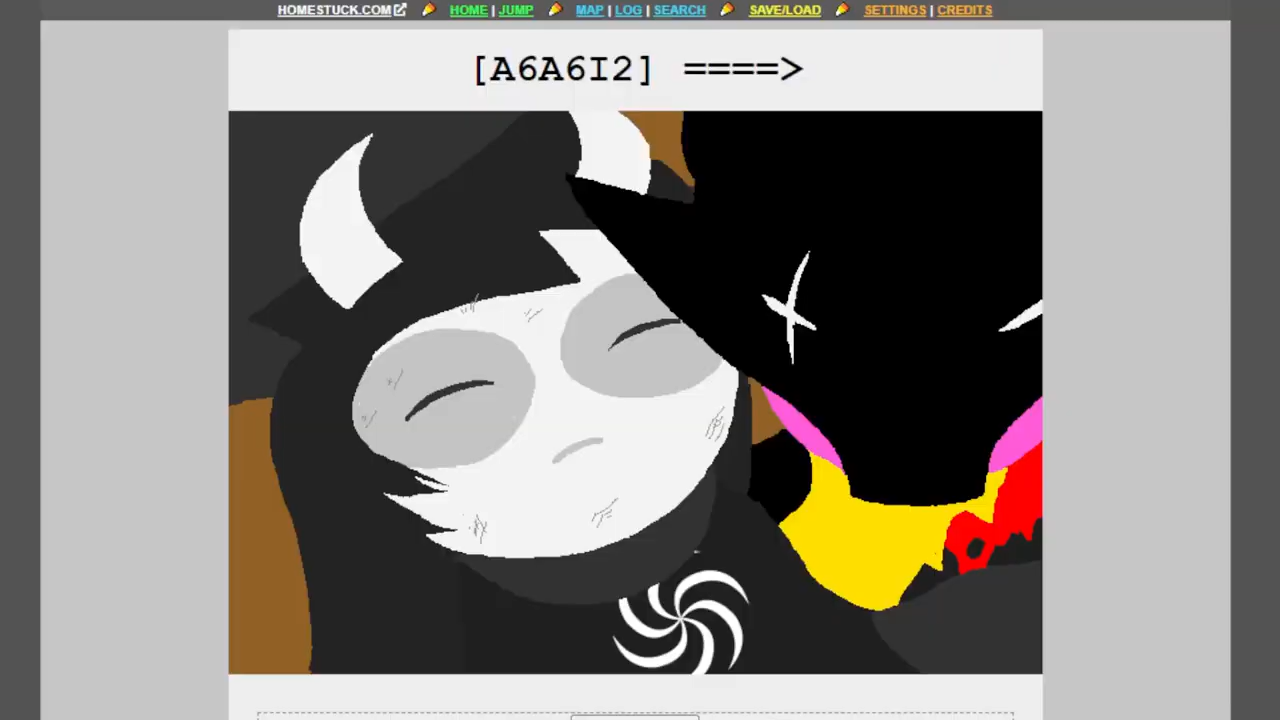 HOMESTUCK.COM HOME | JUMP MAP | LOG | SEARCH SAVE/LOAD SETTINGS | CREDITS
[A6A6I2] ====>